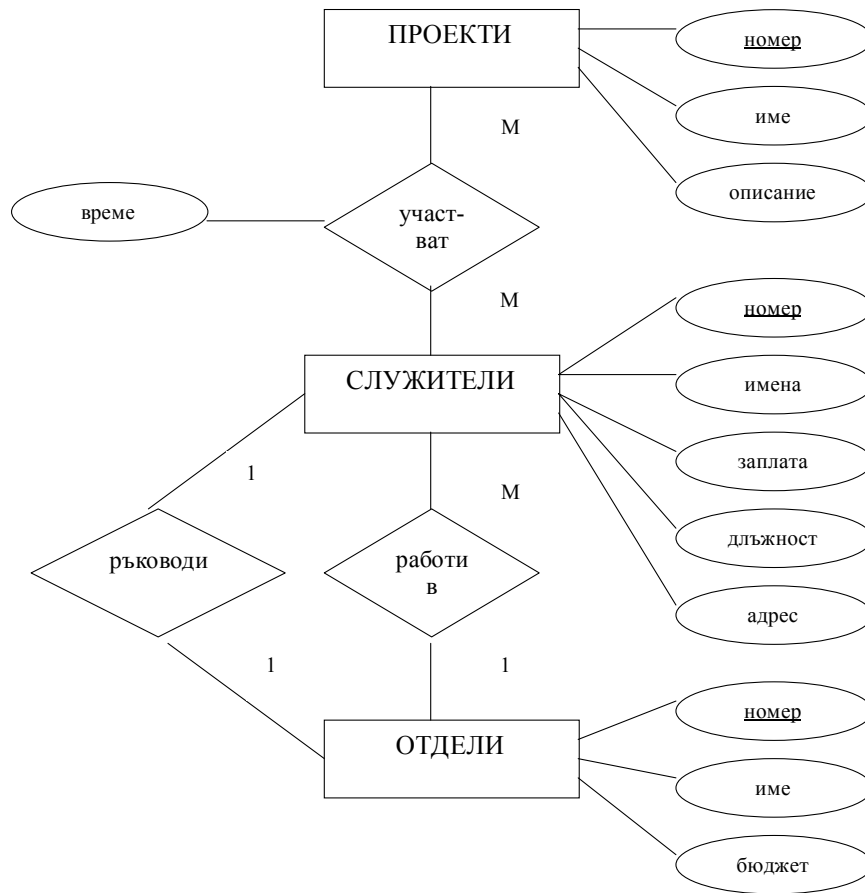 ПРОЕКТИ
номер
име
описание
М
време
участ-
ват
М
номер
СЛУЖИТЕЛИ
имена
заплата
1
М
длъжност
ръководи
работи
в
адрес
1
1
номер
ОТДЕЛИ
име
бюджет